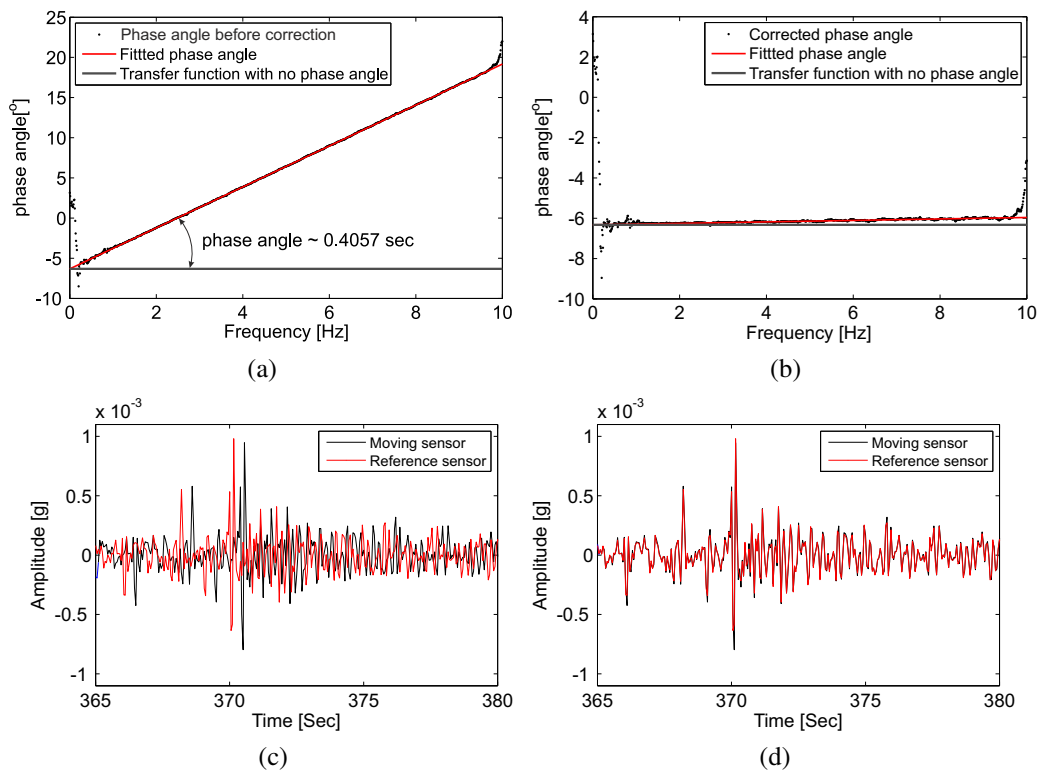 Phase angle before correction
Fittted phase angle
Transfer function with no phase angle
25
20
15
10
5
0
-5
-10
phase angle[°]
phase angle ~ 0.4057 sec
0 2 4 6 8 10
Frequency [Hz]
(a)
Corrected phase angle
Fittted phase angle
Transfer function with no phase angle
4
2
0
-2
-4
-6
-8
-10
phase angle[°]
0 2 4 6 8 10
Frequency [Hz]
(b)
x 10⁻³
Moving sensor
Reference sensor
1
0.5
0
-0.5
-1
Amplitude [g]
365 370 375 380
Time [Sec]
(c)
x 10⁻³
Moving sensor
Reference sensor
1
0.5
0
-0.5
-1
Amplitude [g]
365 370 375 380
Time [Sec]
(d)